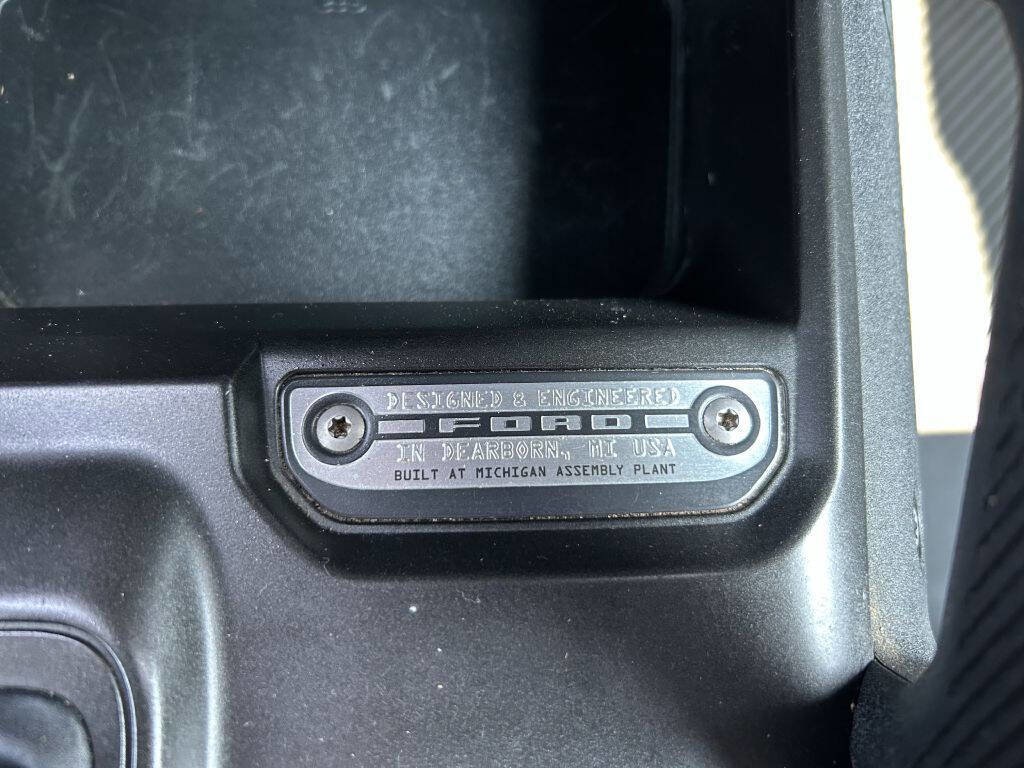 DESIGNED & ENGINEERED
FORD
IN DEARBORN, MI USA
BUILT AT MICHIGAN ASSEMBLY PLANT